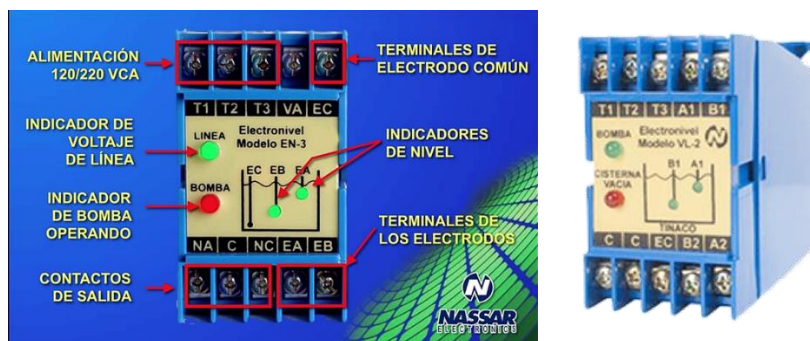 ALIMENTACIÓN
120/220 VCA
TERMINALES DE
ELECTRODO COMÚN
T1 T2 T3 VA EC
INDICADOR DE
VOLTAJE
DE LÍNEA
LINEA
Electronivel
Modelo EN-3
INDICADORES
DE NIVEL
EC EB EA
INDICADOR
DE BOMBA
OPERANDO
BOMBA
TERMINALES DE
LOS ELECTRODOS
NA C NC EA EB
CONTACTOS
DE SALIDA
NASSAR
ELECTRONICS
T1 T2 T3 A1 B1
BOMBA
Electronivel
Modelo VL-2
CISTERNA
VACIA
B1 A1
TINACO
C C EC B2 A2